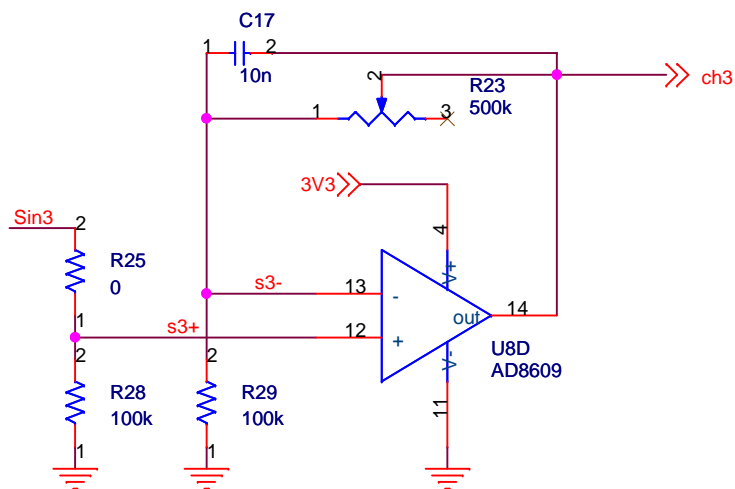 C17
1
2
10n
2
R23
500k
1
3
ch3
3V3
4
V+
Sin3
2
R25
0
1
s3-
13
-
s3+
12
+
out
14
V-
U8D
AD8609
11
2
R28
100k
1
2
R29
100k
1